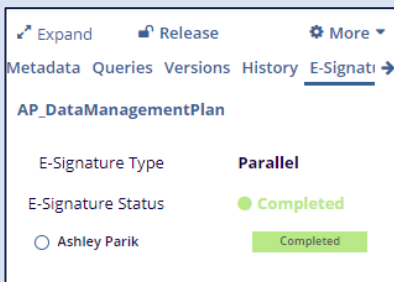 Expand Release More
Metadata Queries Versions History E-Signatu
AP_DataManagementPlan
E-Signature Type Parallel
E-Signature Status Completed
Ashley Parik Completed